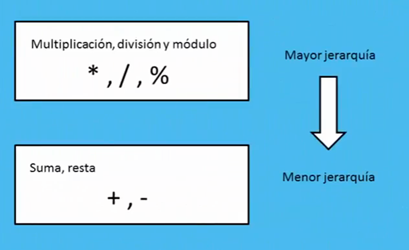 Multiplicación, división y módulo
* , / , %
Mayor jerarquía
Suma, resta
+ , -
Menor jerarquía